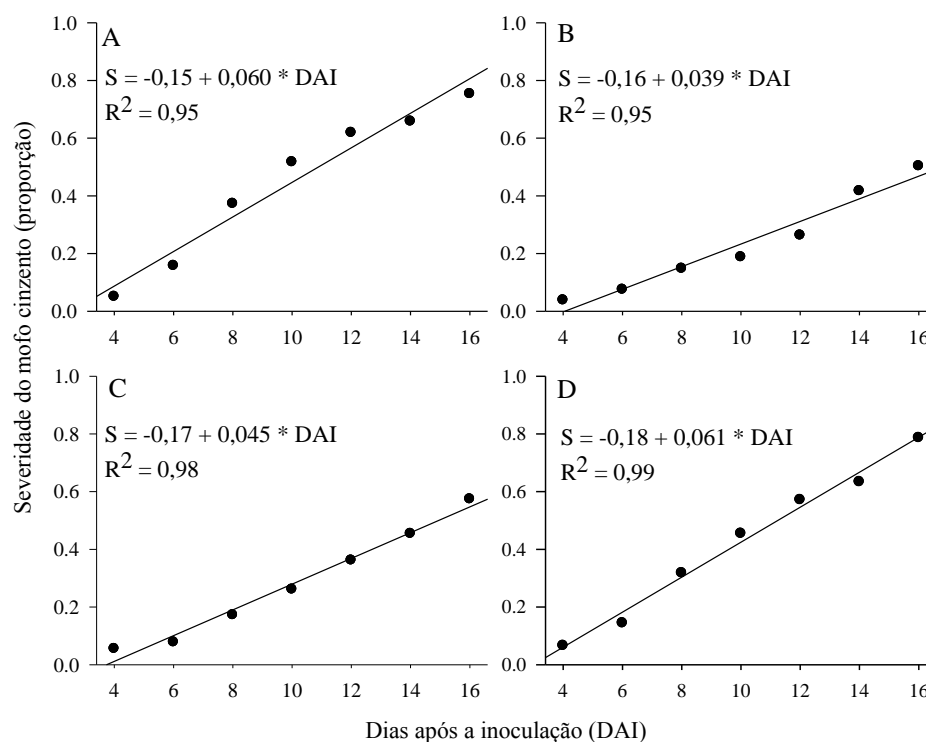 Severidade do mofo cinzento (proporção)
A
S = -0,15 + 0,060 * DAI
R2 = 0,95
1.0
0.8
0.6
0.4
0.2
0.0
4 6 8 10 12 14 16
B
S = -0,16 + 0,039 * DAI
R2 = 0,95
1.0
0.8
0.6
0.4
0.2
0.0
4 6 8 10 12 14 16
C
S = -0,17 + 0,045 * DAI
R2 = 0,98
1.0
0.8
0.6
0.4
0.2
0.0
4 6 8 10 12 14 16
D
S = -0,18 + 0,061 * DAI
R2 = 0,99
1.0
0.8
0.6
0.4
0.2
0.0
4 6 8 10 12 14 16
Dias após a inoculação (DAI)